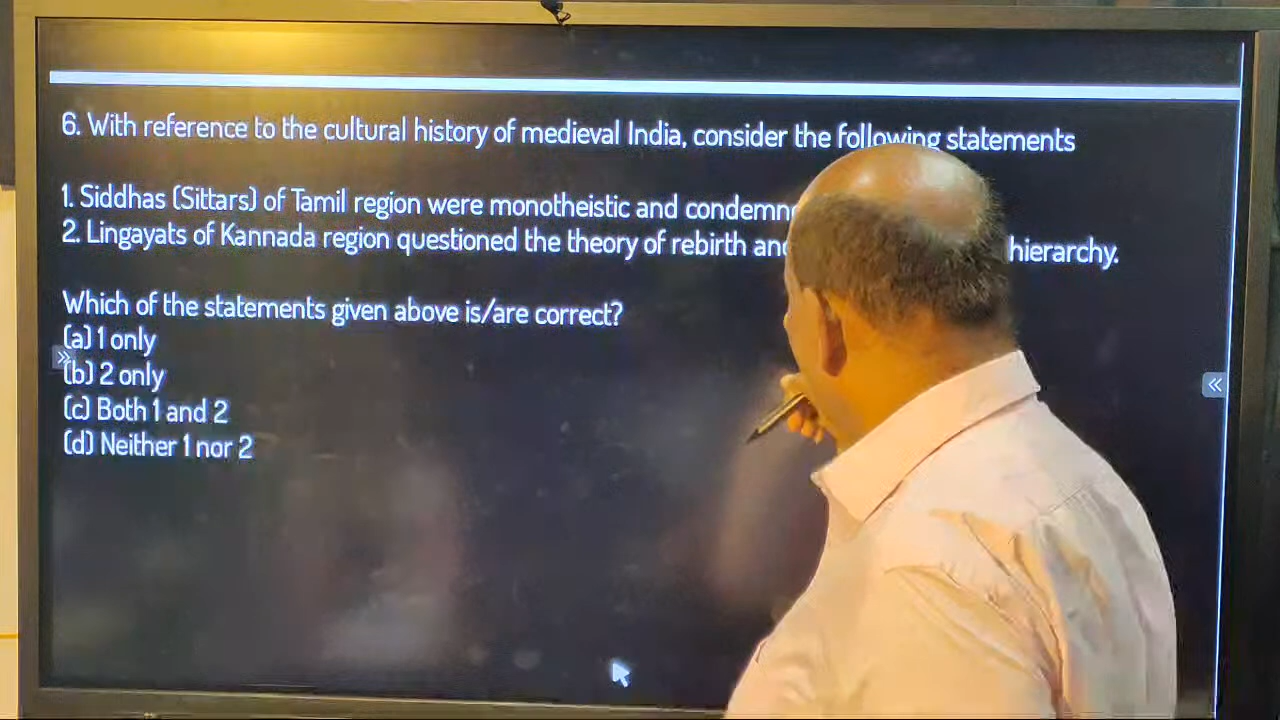 6. With reference to the cultural history of medieval India, consider the following statements
1. Siddhas (Sittars) of Tamil region were monotheistic and
2. Lingayats of Kannada region questioned the theory of rebirth hierarchy.
Which of the statements given above is/are correct?
(a) 1 only
(b) 2 only
(c) Both 1 and 2
(d) Neither 1 nor 2